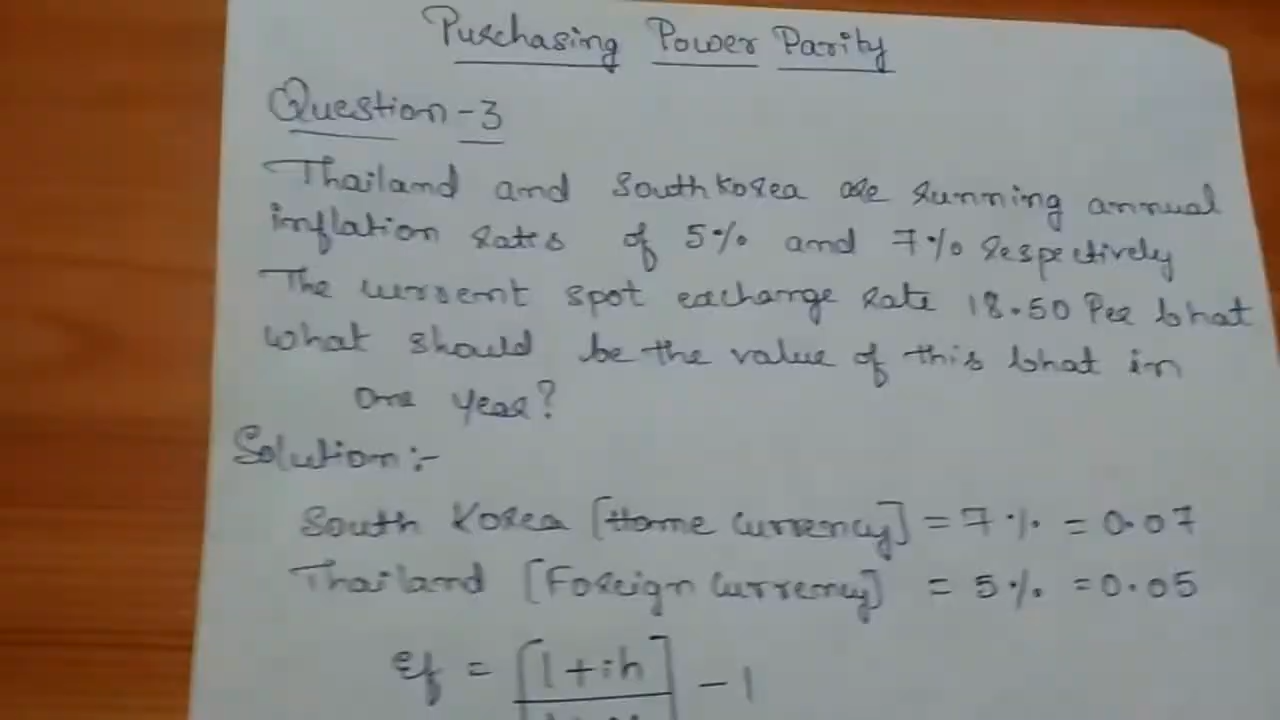 Purchasing Power Parity
Question-3
Thailand and South Korea are running annual
inflation rates of 5% and 7% respectively
The current spot exchange rate 18.50 Per bhat
What should be the value of this bhat in
one year?
Solution:-
South Korea [Home Currency] = 7% = 0.07
Thailand [Foreign Currency] = 5% = 0.05
ef = [1+ih] - 1